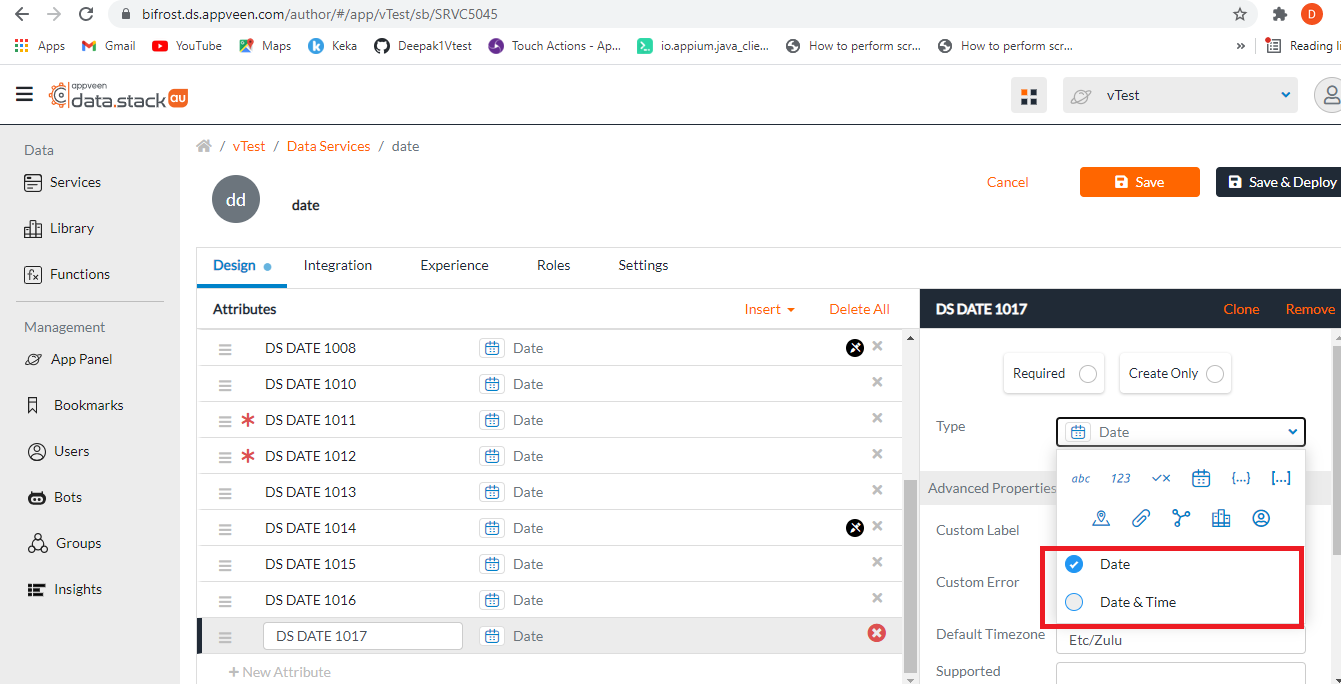 bifrost.ds.appveen.com/author/#/app/vTest/sb/SRVC5045
D
Apps Gmail YouTube Maps Keka Deepak1Vtest Touch Actions - Ap... io.appium.java_clie... How to perform scr... How to perform scr... » Reading li
appveen
data.stack au
vTest
Data
Services
Library
Functions
Management
App Panel
Bookmarks
Users
Bots
Groups
Insights
/ vTest / Data Services / date
dd
date
Cancel
Save
Save & Deploy
Design Integration Experience Roles Settings
Attributes Insert Delete All
DS DATE 1008 Date
DS DATE 1010 Date
DS DATE 1011 Date
DS DATE 1012 Date
DS DATE 1013 Date
DS DATE 1014 Date
DS DATE 1015 Date
DS DATE 1016 Date
DS DATE 1017 Date
+ New Attribute
DS DATE 1017 Clone Remove
Required Create Only
Type Date
abc 123 {...} [...]
Advanced Properties
Date
Date & Time
Custom Label
Custom Error
Default Timezone Etc/Zulu
Supported